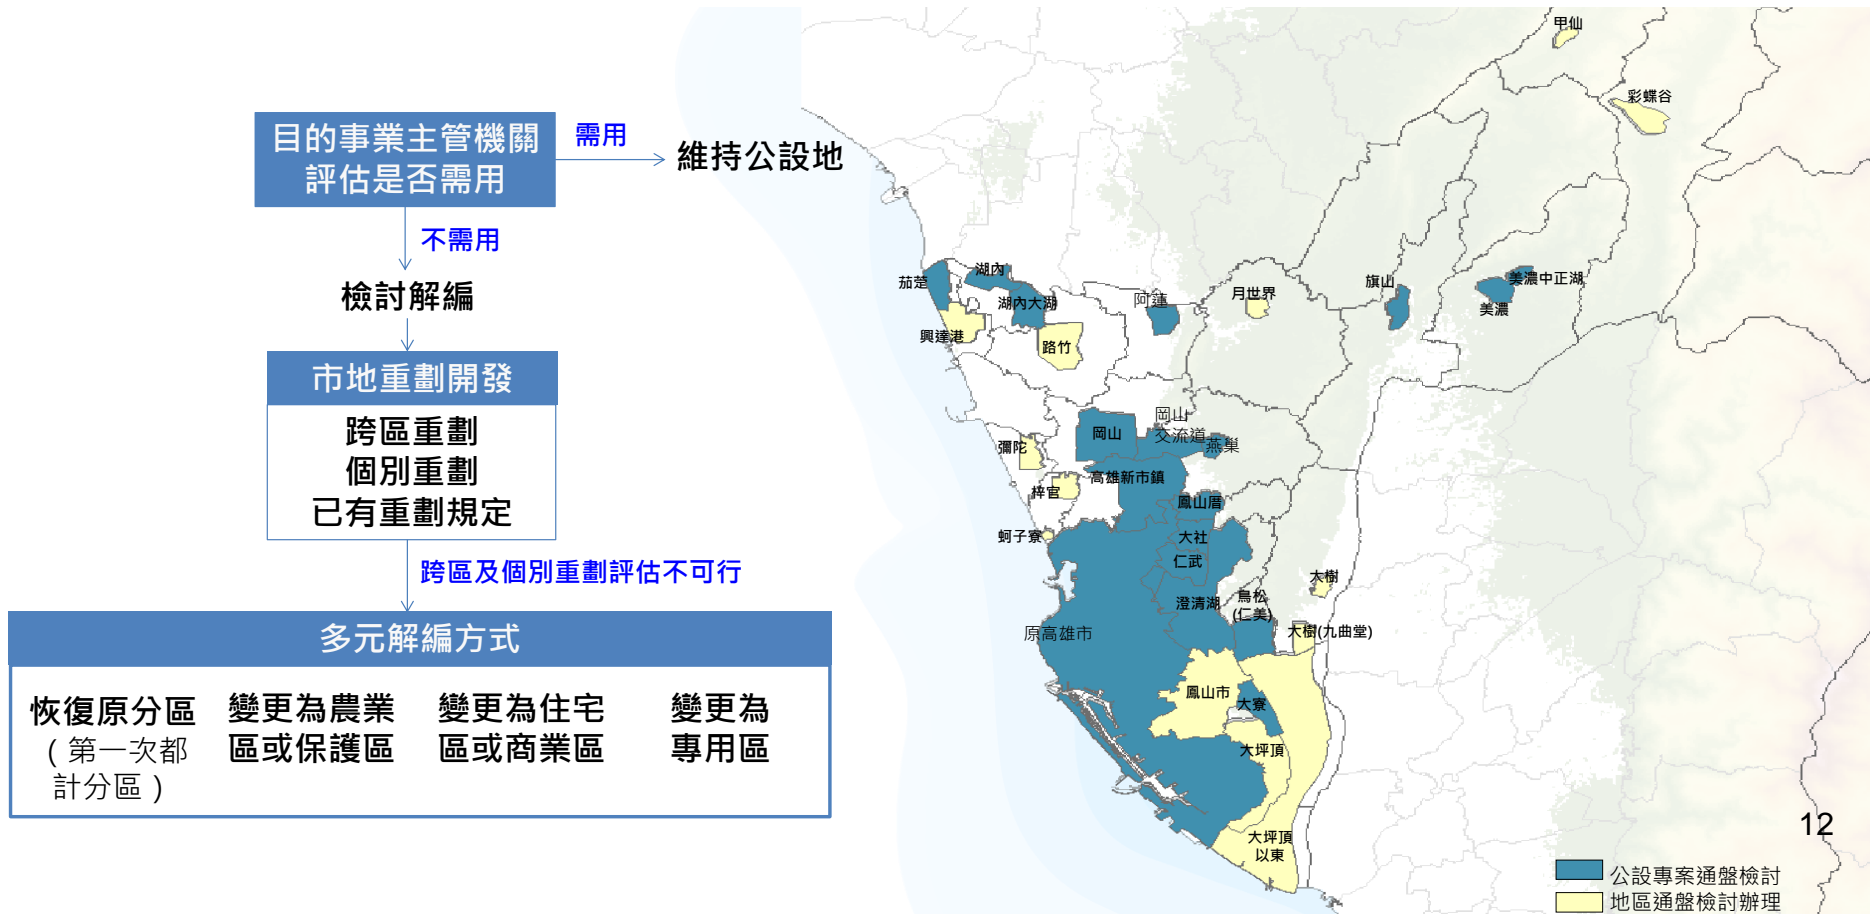 目的事業主管機關
評估是否需用
需用
維持公設地
不需用
檢討解編
市地重劃開發
跨區重劃
個別重劃
已有重劃規定
跨區及個別重劃評估不可行
多元解編方式
恢復原分區
(第一次都
計分區)
變更為農業
區或保護區
變更為住宅
區或商業區
變更為
專用區
甲仙
彩蝶谷
茄萣
湖內
湖內大湖
阿蓮
月世界
旗山
美濃中正湖
美濃
興達港
路竹
岡山
岡山
交流道
燕巢
彌陀
高雄新市鎮
梓官
鳳山厝
蚵子寮
大社
仁武
大樹
澄清湖
鳥松
(仁美)
原高雄市
大樹(九曲堂)
鳳山市
大寮
大坪頂
大坪頂
以東
12
公設專案通盤檢討
地區通盤檢討辦理